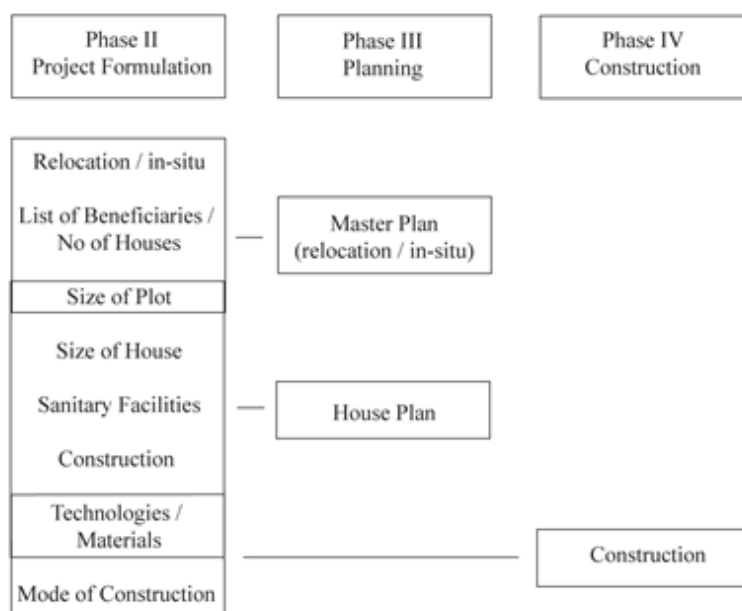 Phase II
Project Formulation
Phase III
Planning
Phase IV
Construction
Relocation / in-situ
List of Beneficiaries /
No of Houses
Master Plan
(relocation / in-situ)
Size of Plot
Size of House
Sanitary Facilities
House Plan
Construction
Technologies /
Materials
Construction
Mode of Construction